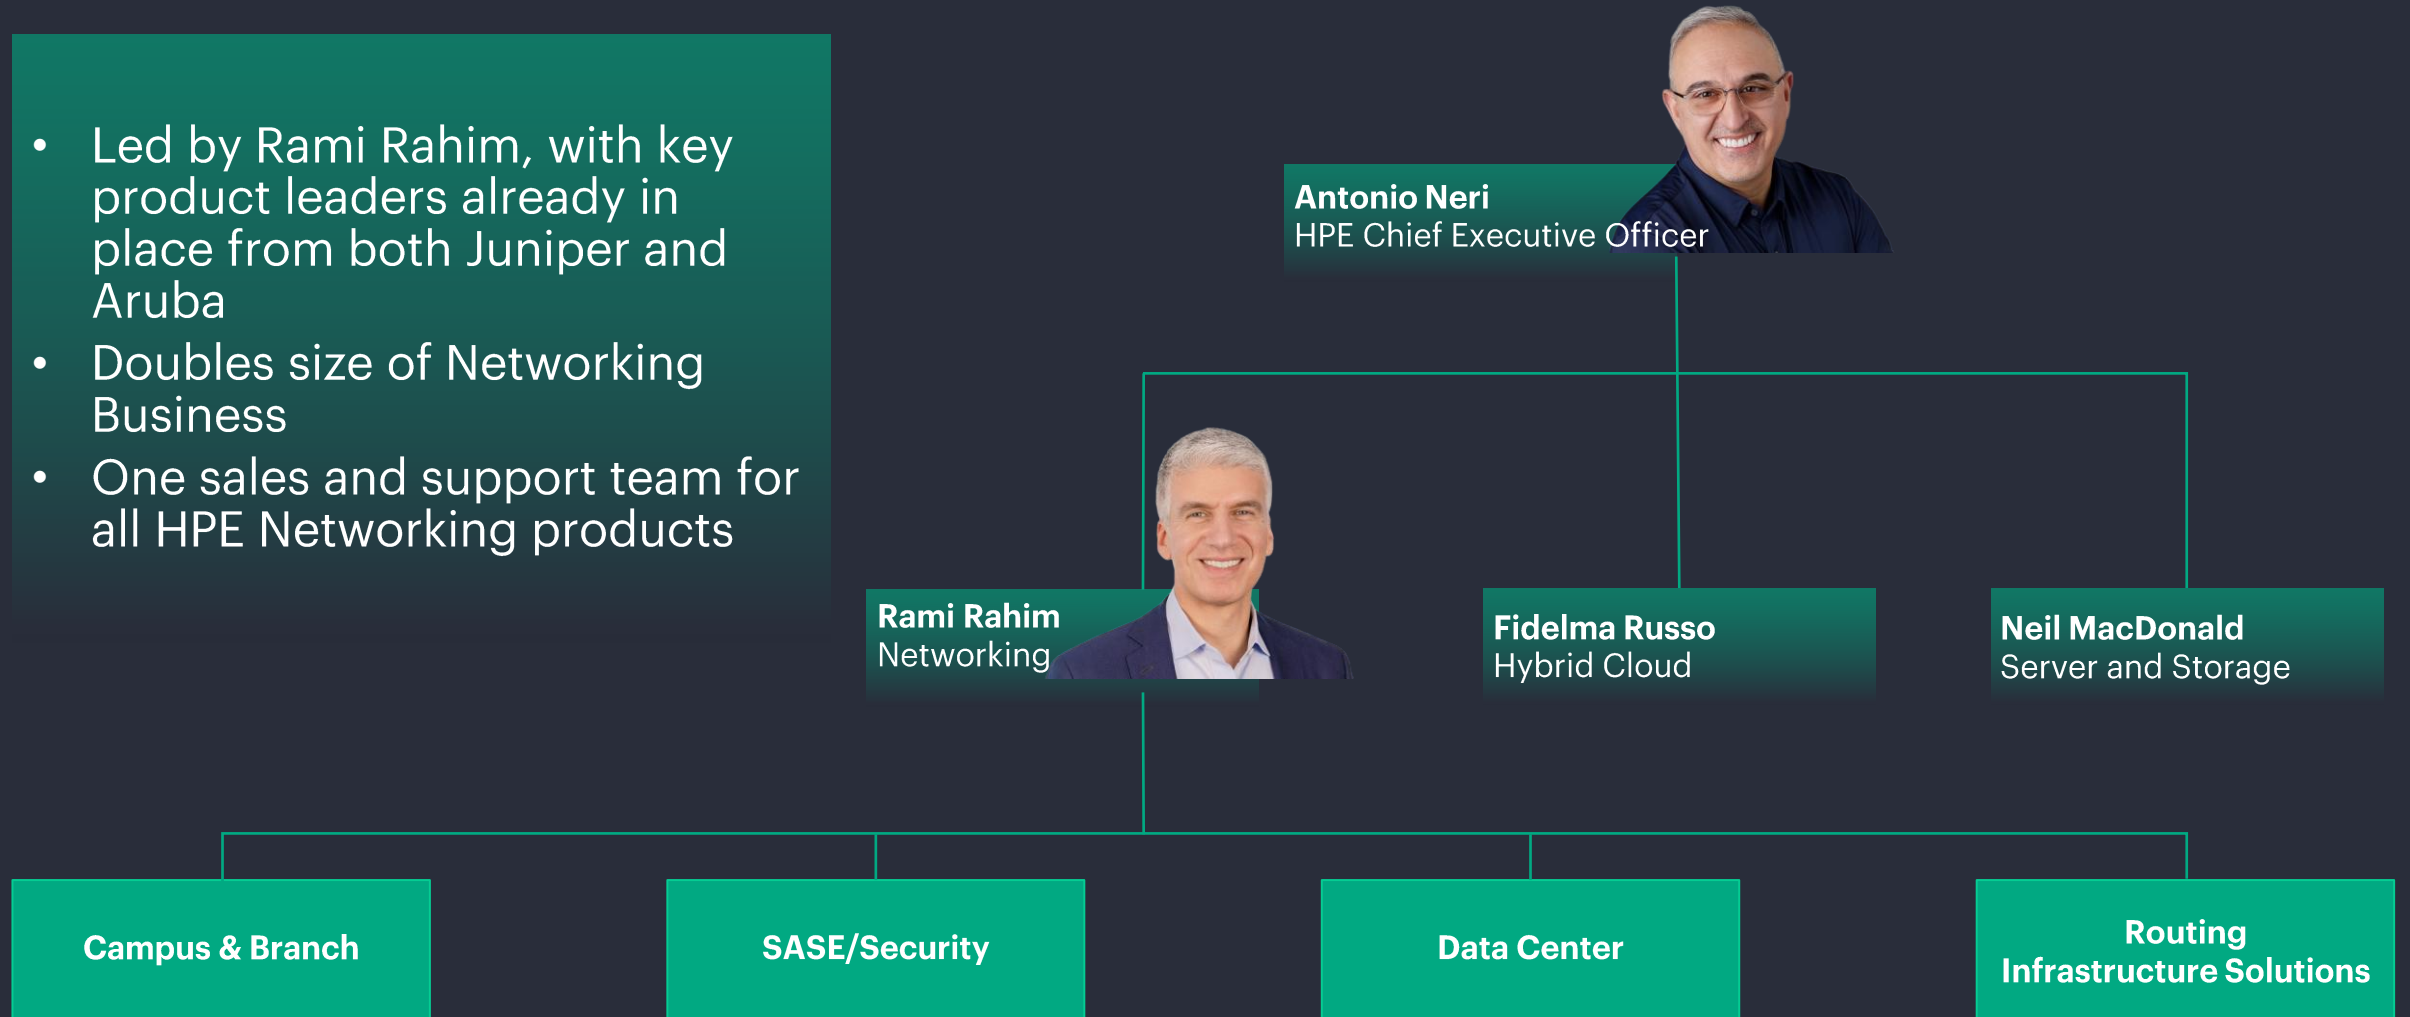 • Led by Rami Rahim, with key
product leaders already in
place from both Juniper and
Aruba
• Doubles size of Networking
Business
• One sales and support team for
all HPE Networking products
Antonio Neri
HPE Chief Executive Officer
Rami Rahim
Networking
Fidelma Russo
Hybrid Cloud
Neil MacDonald
Server and Storage
Campus & Branch
SASE/Security
Data Center
Routing
Infrastructure Solutions